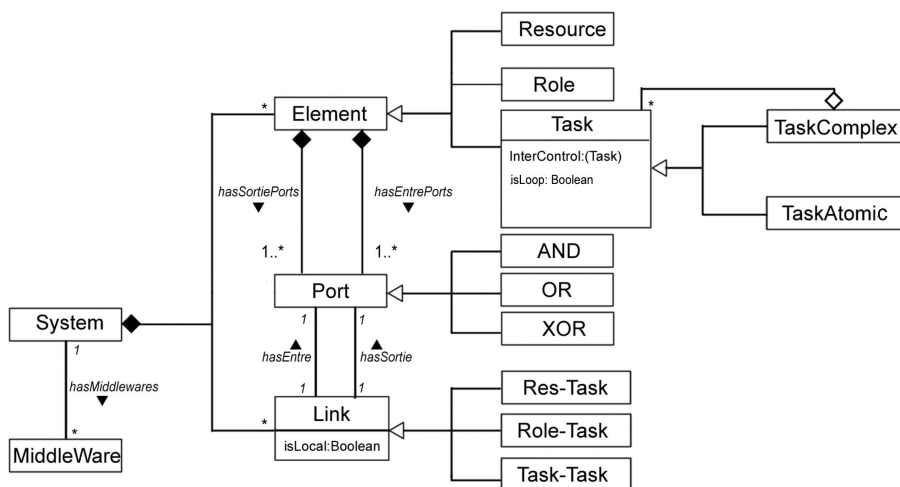 Resource
Role
Element
*
Task
InterControl:(Task)
isLoop: Boolean
*
TaskComplex
TaskAtomic
hasSortiePorts
hasEntrePorts
1..*
1..*
AND
OR
XOR
Port
System
1
hasMiddlewares
*
MiddleWare
1
1
hasEntre
hasSortie
1
1
*
Link
isLocal:Boolean
Res-Task
Role-Task
Task-Task